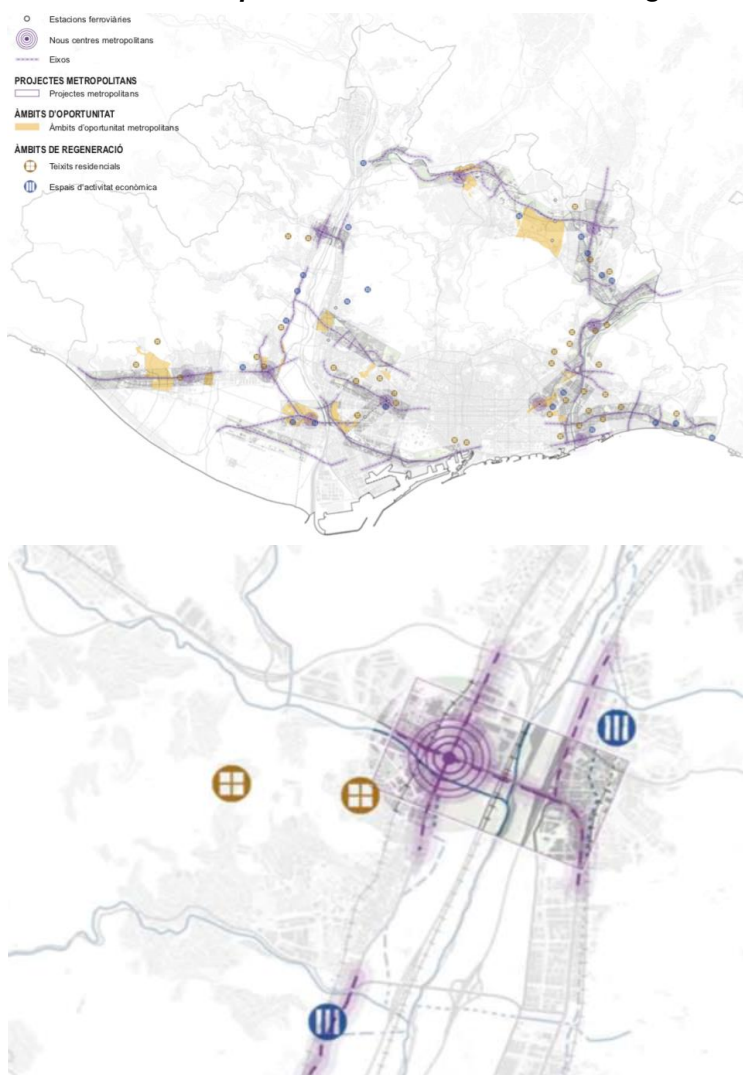 Estacions ferroviàries
Nous centres metropolitans
Eixos
PROJECTES METROPOLITANS
Projectes metropolitans
ÀMBITS D'OPORTUNITAT
Àmbits d'oportunitat metropolitans
ÀMBITS DE REGENERACIÓ
Teixits residencials
Espais d'activitat econòmica